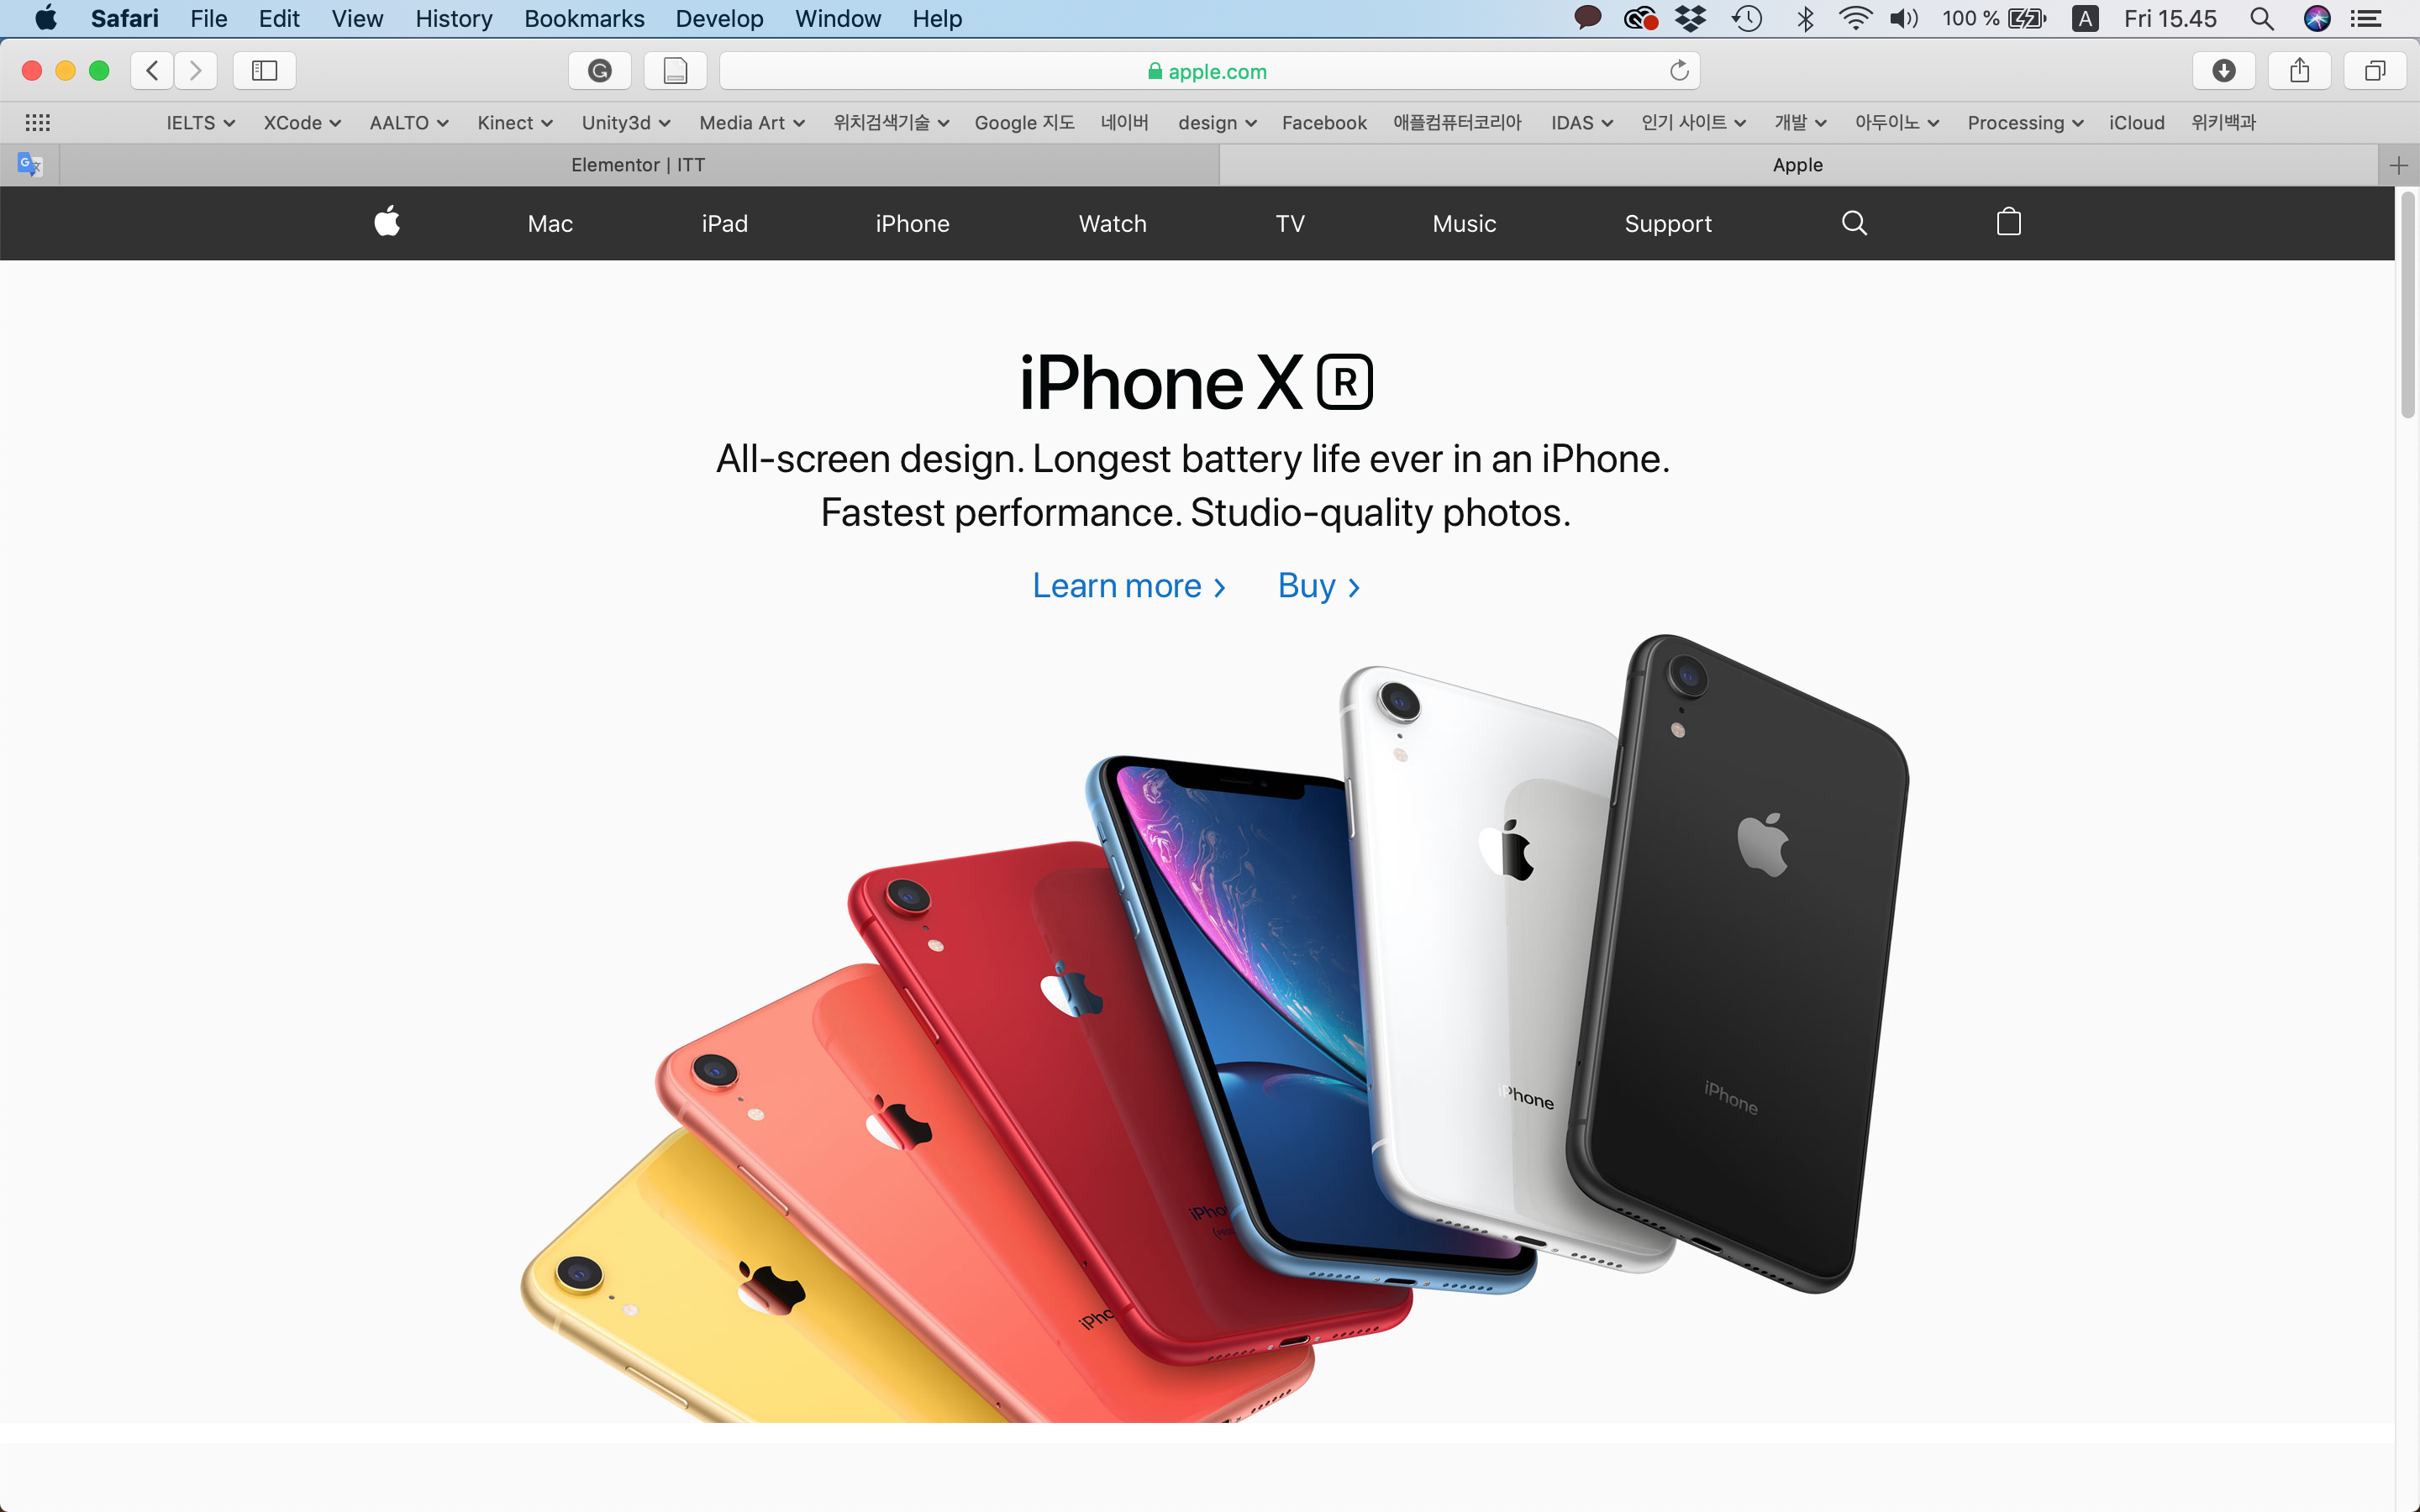 Safari File Edit View History Bookmarks Develop Window Help 100 % A Fri 15.45
apple.com
IELTS XCode AALTO Kinect Unity3d Media Art 위치검색기술 Google 지도 네이버 design Facebook 애플컴퓨터코리아 IDAS 인기 사이트 개발 아두이노 Processing iCloud 위키백과
Elementor | ITT Apple
Mac iPad iPhone Watch TV Music Support
iPhone XR
All-screen design. Longest battery life ever in an iPhone.
Fastest performance. Studio-quality photos.
Learn more > Buy >
iPhone
iPhone